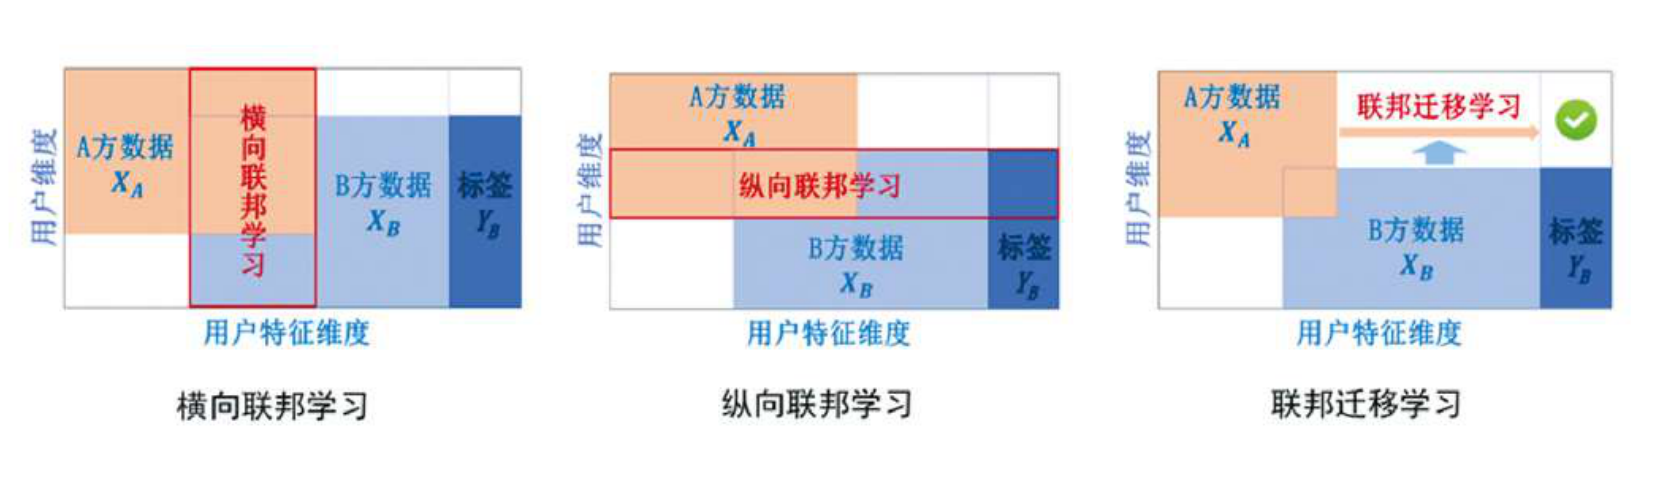 用户维度
A方数据
X_A
横向联邦学习
B方数据
X_B
标签
Y_B
用户特征维度
横向联邦学习
用户维度
A方数据
X_A
纵向联邦学习
B方数据
X_B
标签
Y_B
用户特征维度
纵向联邦学习
用户维度
A方数据
X_A
联邦迁移学习
B方数据
X_B
标签
Y_B
用户特征维度
联邦迁移学习